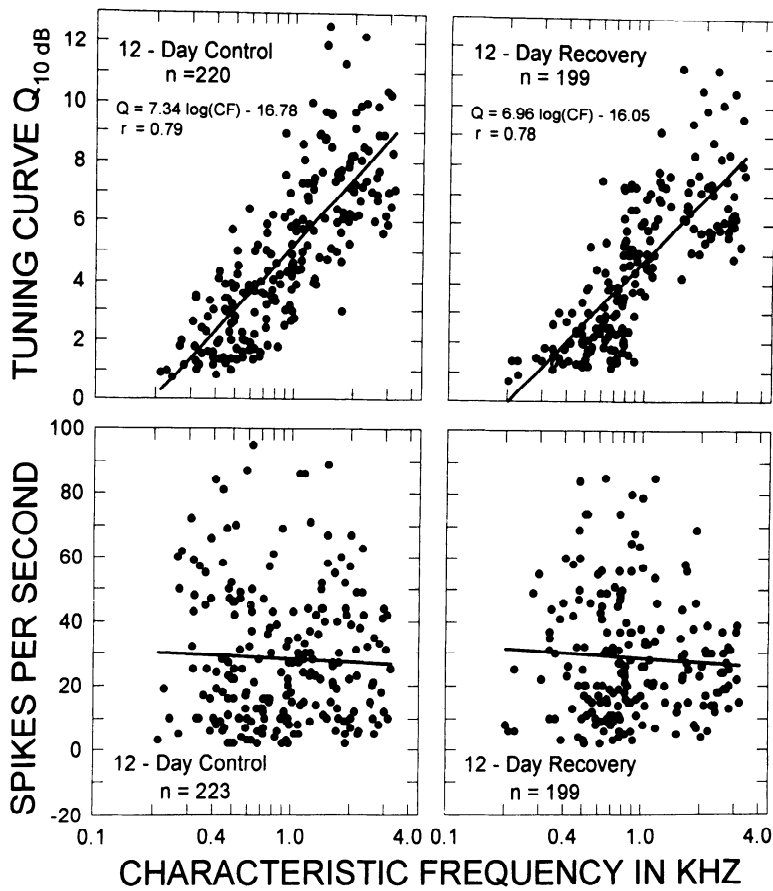 TUNING CURVE Q10 dB
12
10
8
6
4
2
0
12 - Day Control
n =220
Q = 7.34 log(CF) - 16.78
r = 0.79
12 - Day Recovery
n = 199
Q = 6.96 log(CF) - 16.05
r = 0.78
SPIKES PER SECOND
100
80
60
40
20
0
-20
12 - Day Control
n = 223
12 - Day Recovery
n = 199
0.1 0.4 1.0 4.0
0.1 0.4 1.0 4.0
CHARACTERISTIC FREQUENCY IN KHZ